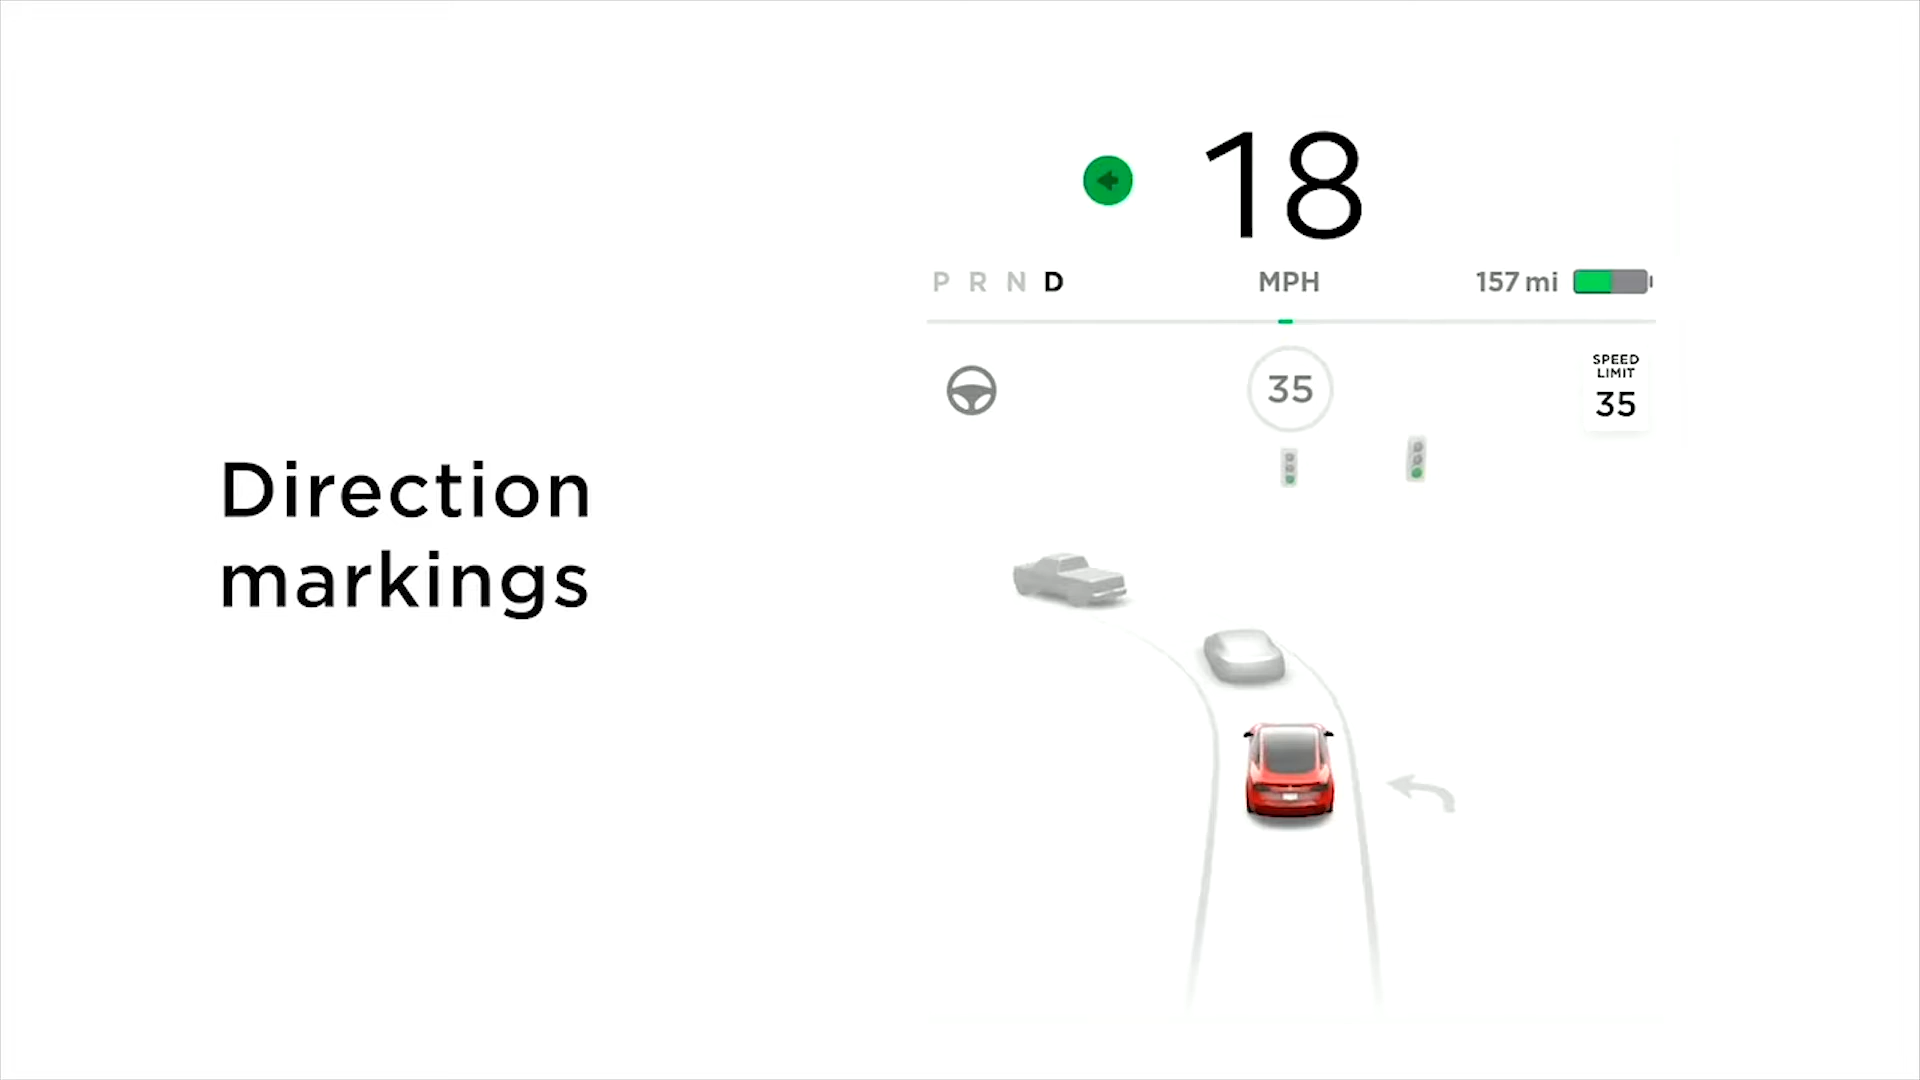 Direction
markings
18
P R N D
MPH
157 mi
35
SPEED
LIMIT
35